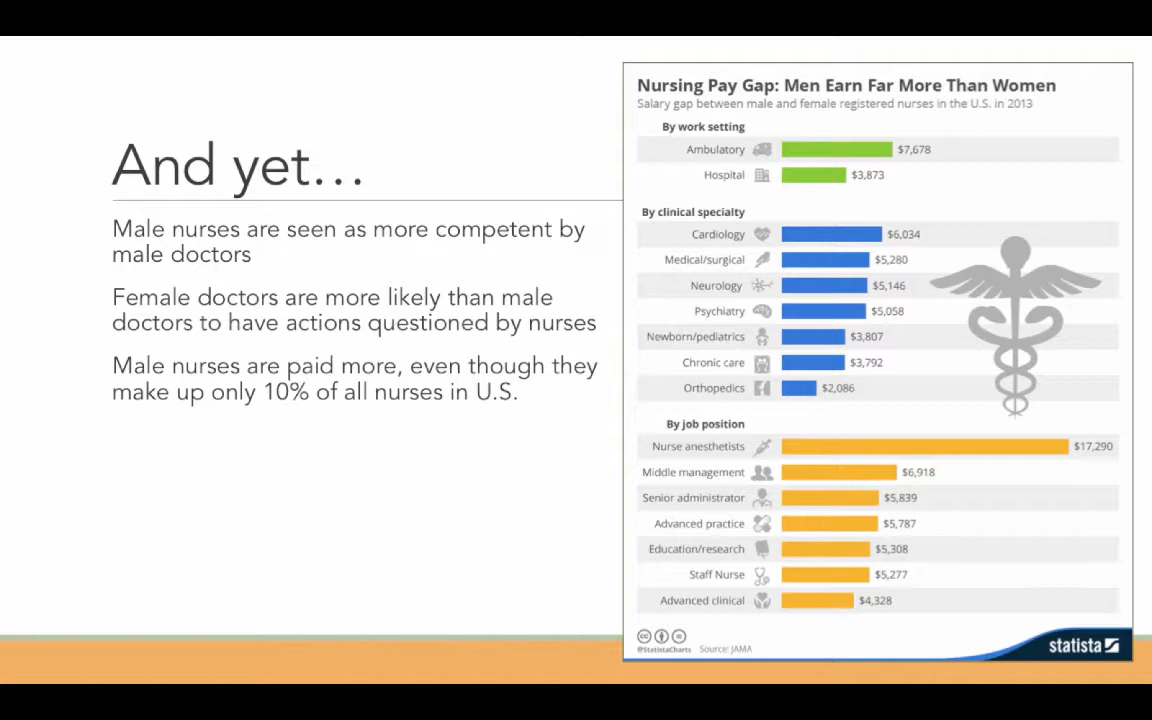 And yet…
Male nurses are seen as more competent by
male doctors
Female doctors are more likely than male
doctors to have actions questioned by nurses
Male nurses are paid more, even though they
make up only 10% of all nurses in U.S.
Nursing Pay Gap: Men Earn Far More Than Women
Salary gap between male and female registered nurses in the U.S. in 2013
By work setting
Ambulatory $7,678
Hospital $3,873
By clinical specialty
Cardiology $6,034
Medical/surgical $5,280
Neurology $5,146
Psychiatry $5,058
Newborn/pediatrics $3,807
Chronic care $3,792
Orthopedics $2,086
By job position
Nurse anesthetists $17,290
Middle management $6,918
Senior administrator $5,839
Advanced practice $5,787
Education/research $5,308
Staff Nurse $5,277
Advanced clinical $4,328
@StatistaCharts Source: JAMA
statista